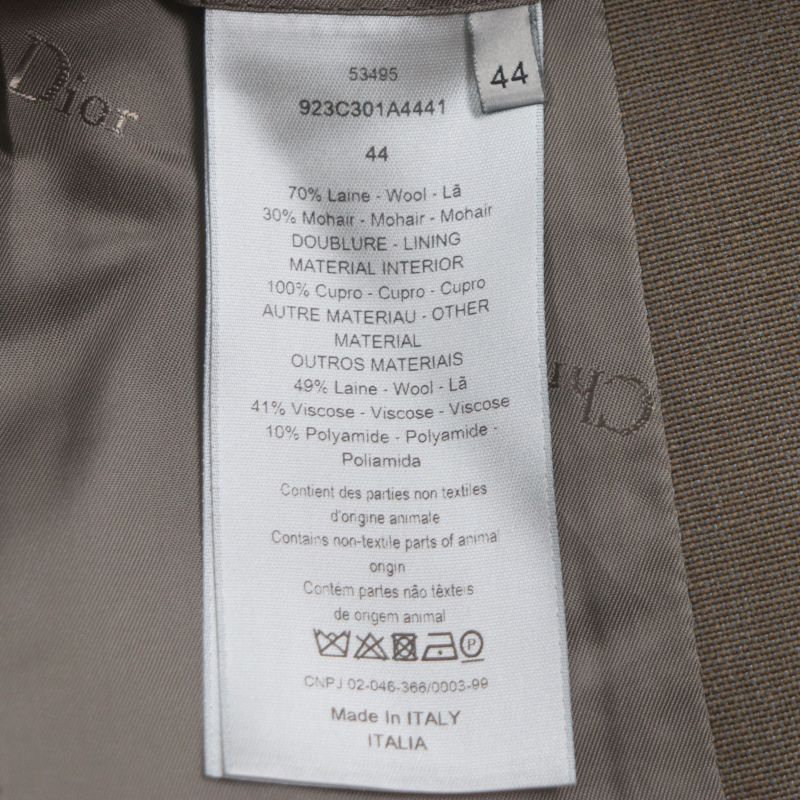 Dior
44
53495
923C301A4441
44
70% Laine - Wool - Lã
30% Mohair - Mohair - Mohair
DOUBLURE - LINING
MATERIAL INTERIOR
100% Cupro - Cupro - Cupro
AUTRE MATERIAU - OTHER
MATERIAL
OUTROS MATERIAIS
49% Laine - Wool - Lã
41% Viscose - Viscose - Viscose
10% Polyamide - Polyamide -
Poliamida
Contient des parties non textiles
d'origine animale
Contains non-textile parts of animal
origin
Contém partes não têxteis
de origem animal
P
CNPJ 02-046-366/0003-99
Made In ITALY
ITALIA
Chr